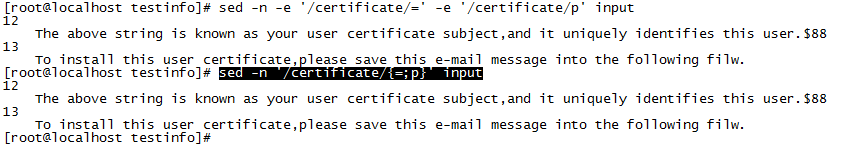 [root@localhost testinfo]# sed -n -e '/certificate/=' -e '/certificate/p' input
12
    The above string is known as your user certificate subject,and it uniquely identifies this user.$88
13
    To install this user certificate,please save this e-mail message into the following filw.
[root@localhost testinfo]# sed -n '/certificate/{=;p}' input
12
    The above string is known as your user certificate subject,and it uniquely identifies this user.$88
13
    To install this user certificate,please save this e-mail message into the following filw.
[root@localhost testinfo]#